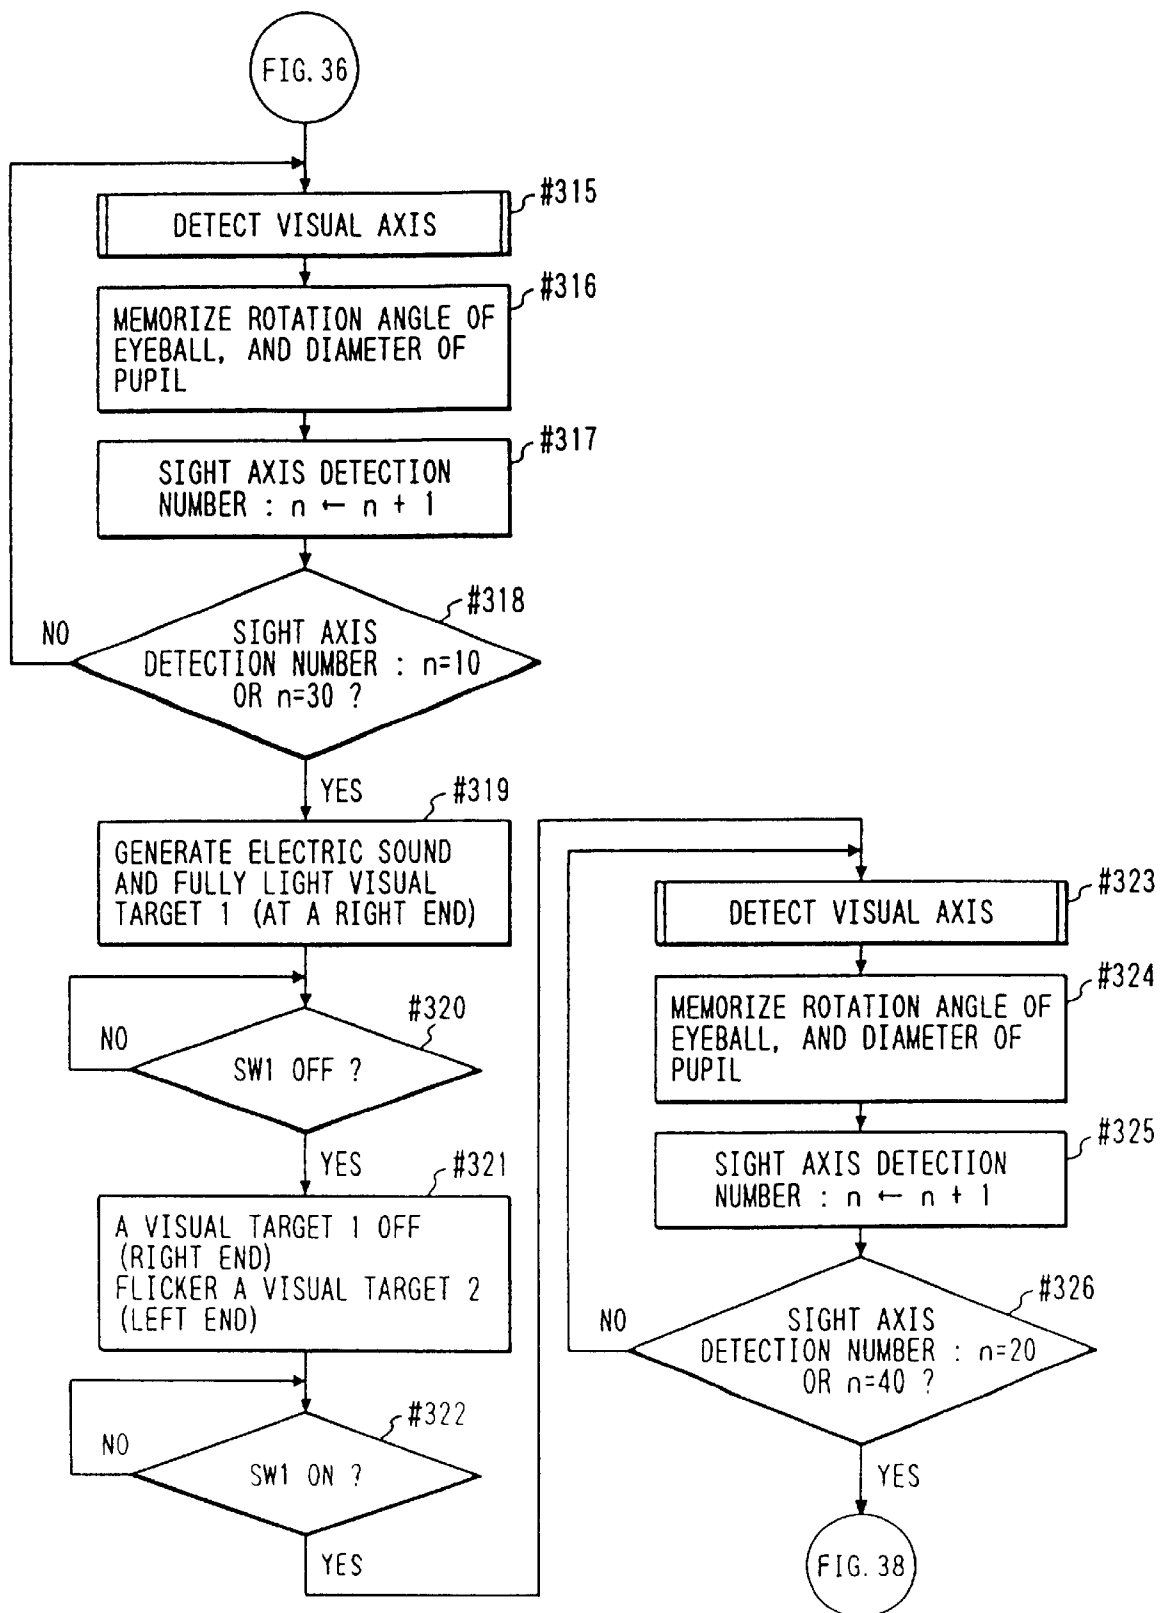 FIG. 36
#315
DETECT VISUAL AXIS
#316
MEMORIZE ROTATION ANGLE OF
EYEBALL, AND DIAMETER OF
PUPIL
#317
SIGHT AXIS DETECTION
NUMBER : n ← n + 1
#318
NO
SIGHT AXIS
DETECTION NUMBER : n=10
OR n=30 ?
YES
#319
GENERATE ELECTRIC SOUND
AND FULLY LIGHT VISUAL
TARGET 1 (AT A RIGHT END)
#320
NO
SW1 OFF ?
YES
#321
A VISUAL TARGET 1 OFF
(RIGHT END)
FLICKER A VISUAL TARGET 2
(LEFT END)
#322
NO
SW1 ON ?
YES
#323
DETECT VISUAL AXIS
#324
MEMORIZE ROTATION ANGLE OF
EYEBALL, AND DIAMETER OF
PUPIL
#325
SIGHT AXIS DETECTION
NUMBER : n ← n + 1
#326
NO
SIGHT AXIS
DETECTION NUMBER : n=20
OR n=40 ?
YES
FIG. 38